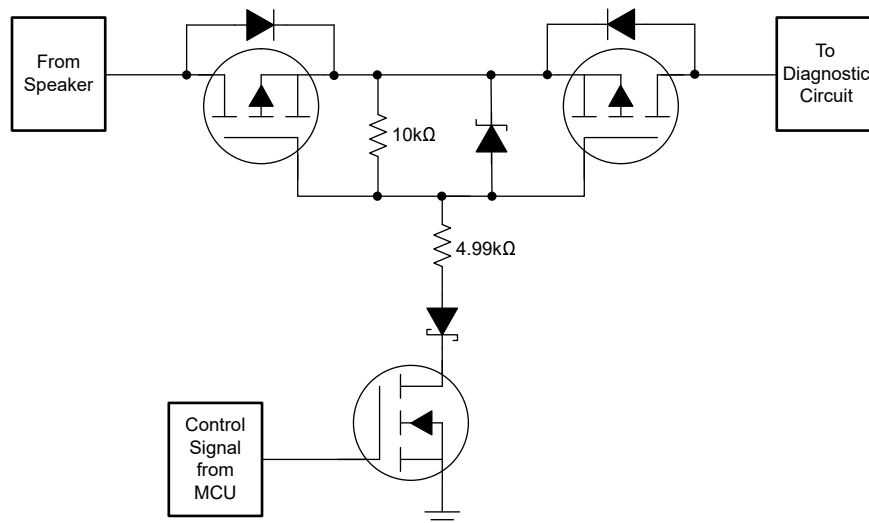 From
Speaker
To
Diagnostic
Circuit
10kΩ
4.99kΩ
Control
Signal
from
MCU